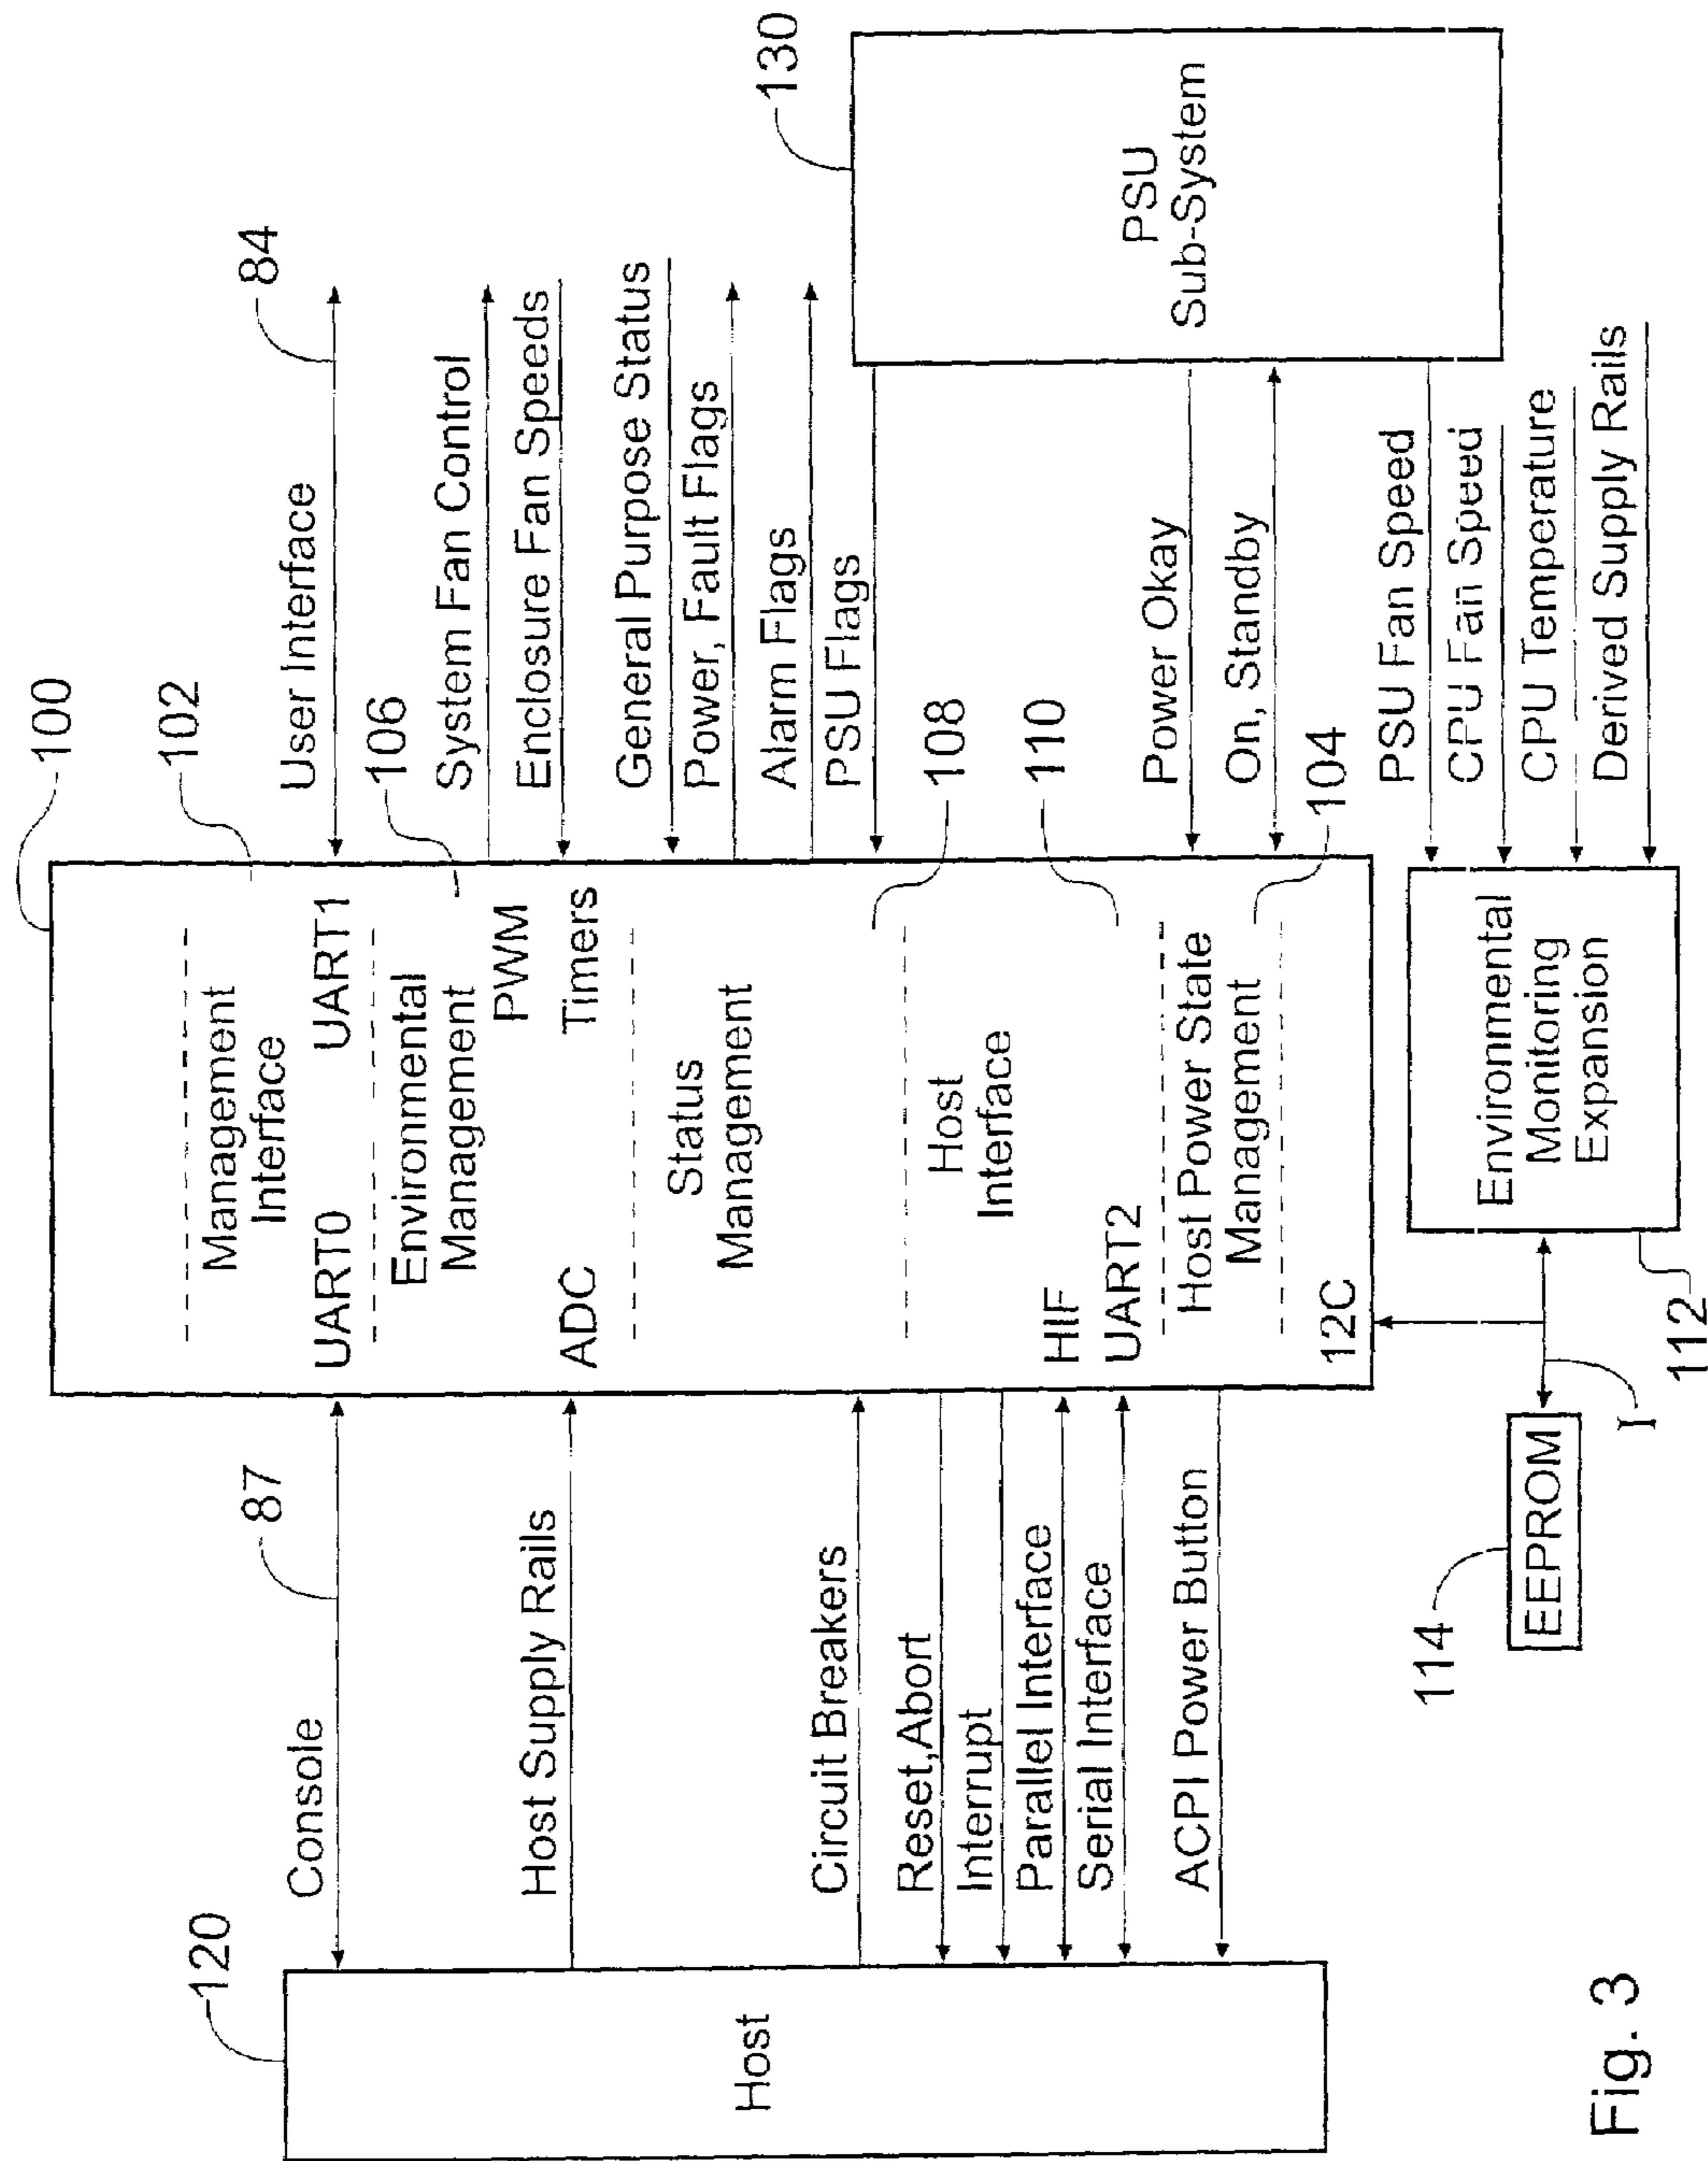 100
102
84
User Interface
130
120
Console
87
Management
Interface
UART0
UART1
106
Environmental
Management
System Fan Control
PWM
Enclosure Fan Speeds
Host Supply Rails
ADC
Timers
General Purpose Status
Status
Management
Power, Fault Flags
Alarm Flags
PSU Flags
Host
Circuit Breakers
Reset,Abort
108
Host
Interface
Interrupt
Parallel Interface
HIF
110
Serial Interface
UART2
PSU
Sub-System
Power Okay
ACPI Power Button
Host Power State
Management
On, Standby
104
12C
PSU Fan Speed
CPU Fan Speed
CPU Temperature
Derived Supply Rails
Environmental
Monitoring
Expansion
114
EEPROM
I
112
Fig. 3